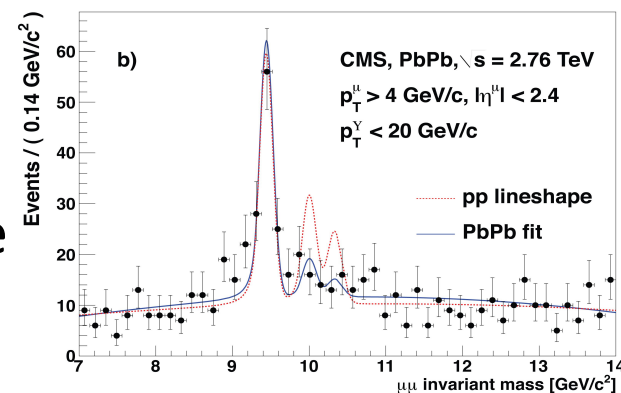 b)
CMS, PbPb, √s = 2.76 TeV
p_T^μ > 4 GeV/c, |η^μ| < 2.4
p_T^Υ < 20 GeV/c
pp lineshape
PbPb fit
Events / ( 0.14 GeV/c² )
60
50
40
30
20
10
0
7 8 9 10 11 12 13 14
μμ invariant mass [GeV/c²]